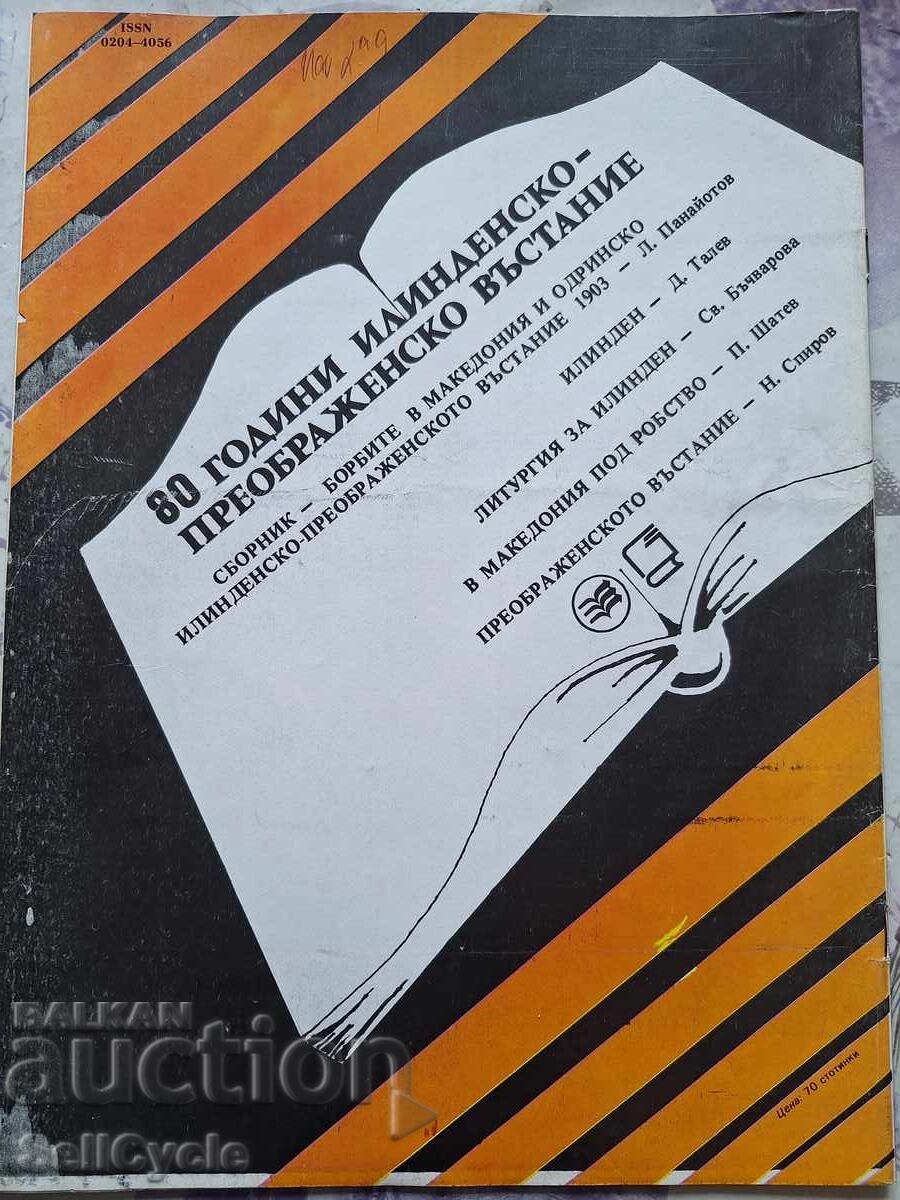 ISSN
0204–4056
80 ГОДИНИ ИЛИНДЕНСКО-
ПРЕОБРАЖЕНСКО ВЪСТАНИЕ
СБОРНИК – БОРБИТЕ В МАКЕДОНИЯ И ОДРИНСКО
ИЛИНДЕНСКО-ПРЕОБРАЖЕНСКОТО ВЪСТАНИЕ 1903 – Л. Панайотов
ИЛИНДЕН – Д. Талев
ЛИТУРГИЯ ЗА ИЛИНДЕН – Св. Бъчварова
В МАКЕДОНИЯ ПОД РОБСТВО – П. Шатев
ПРЕОБРАЖЕНСКОТО ВЪСТАНИЕ – Н. Спиров
Цена: 70 стотинки
BALKAN
auction
SellCycle